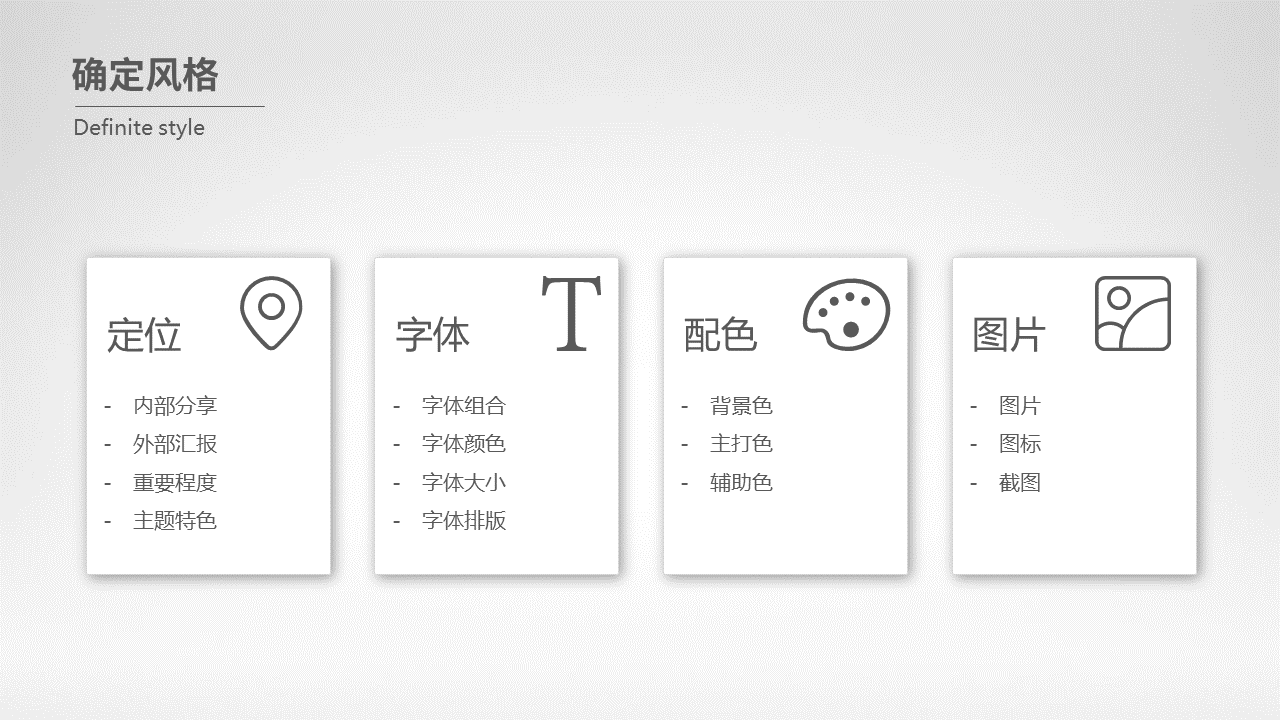 确定风格
Definite style
定位
- 内部分享
- 外部汇报
- 重要程度
- 主题特色
字体
- 字体组合
- 字体颜色
- 字体大小
- 字体排版
配色
- 背景色
- 主打色
- 辅助色
图片
- 图片
- 图标
- 截图